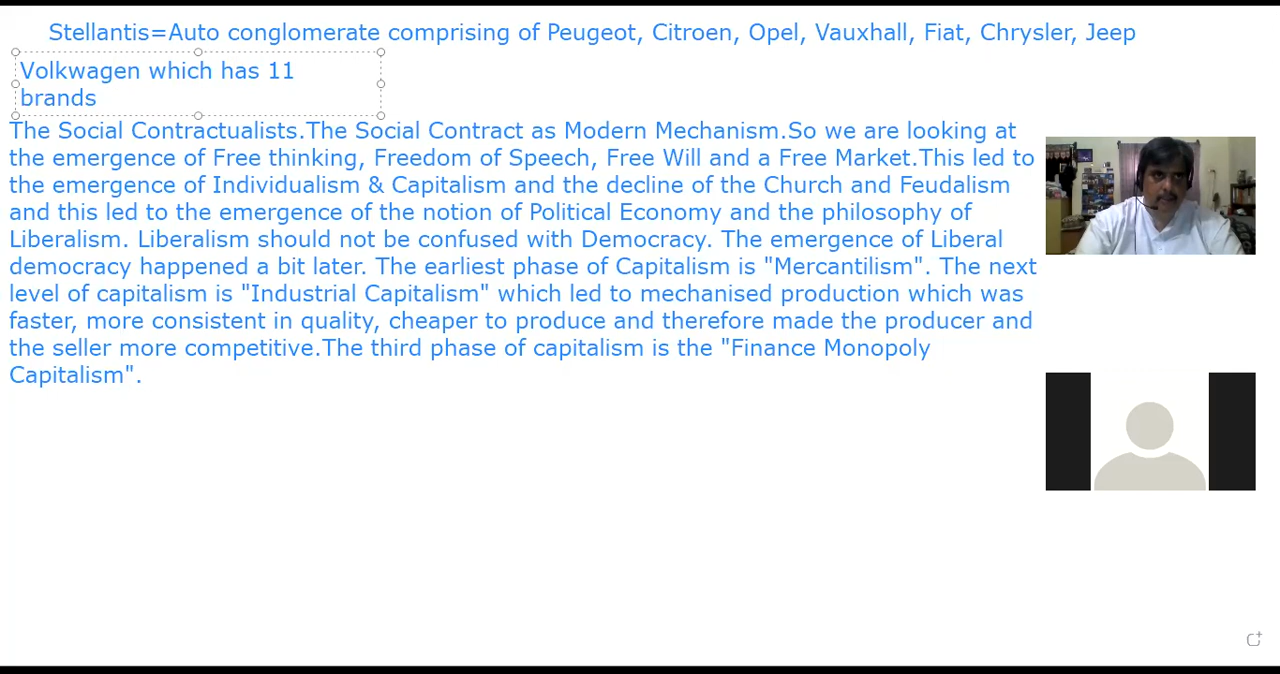 Stellantis=Auto conglomerate comprising of Peugeot, Citroen, Opel, Vauxhall, Fiat, Chrysler, Jeep
Volkwagen which has 11
brands
The Social Contractualists.The Social Contract as Modern Mechanism.So we are looking at
the emergence of Free thinking, Freedom of Speech, Free Will and a Free Market.This led to
the emergence of Individualism & Capitalism and the decline of the Church and Feudalism
and this led to the emergence of the notion of Political Economy and the philosophy of
Liberalism. Liberalism should not be confused with Democracy. The emergence of Liberal
democracy happened a bit later. The earliest phase of Capitalism is "Mercantilism". The next
level of capitalism is "Industrial Capitalism" which led to mechanised production which was
faster, more consistent in quality, cheaper to produce and therefore made the producer and
the seller more competitive.The third phase of capitalism is the "Finance Monopoly
Capitalism".